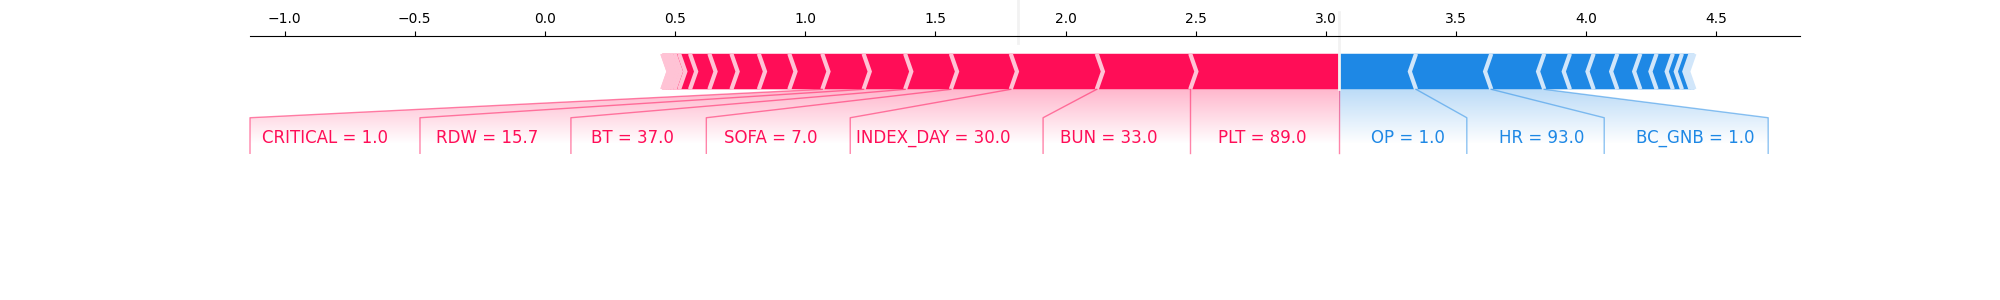 −1.0 −0.5 0.0 0.5 1.0 1.5 2.0 2.5 3.0 3.5 4.0 4.5
CRITICAL = 1.0 RDW = 15.7 BT = 37.0 SOFA = 7.0 INDEX_DAY = 30.0 BUN = 33.0 PLT = 89.0 OP = 1.0 HR = 93.0 BC_GNB = 1.0